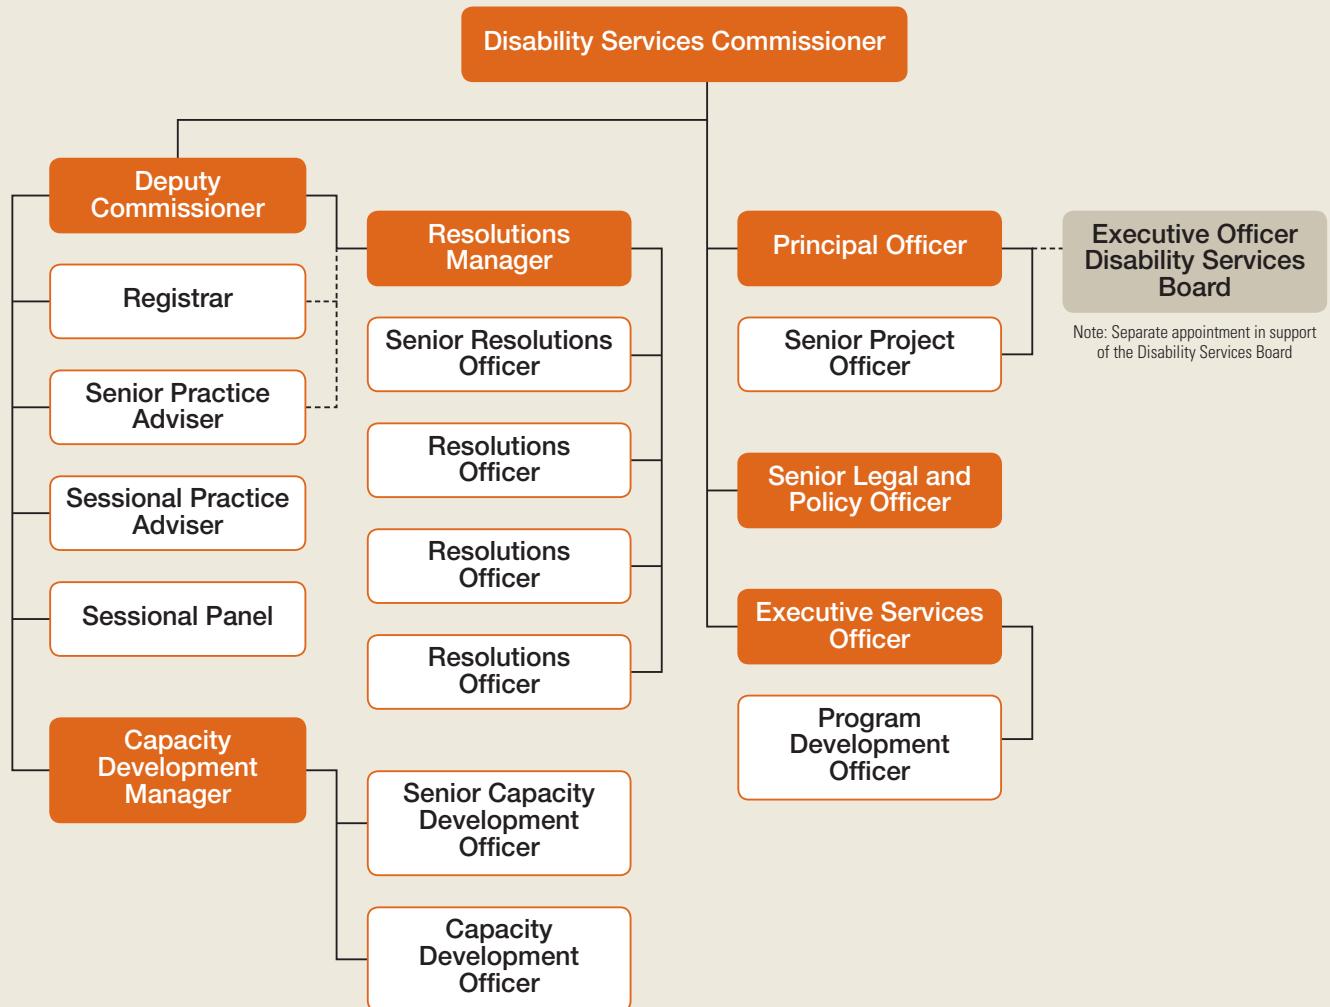 Disability Services Commissioner
Deputy
Commissioner
Registrar
Senior Practice
Adviser
Sessional Practice
Adviser
Sessional Panel
Capacity
Development
Manager
Resolutions
Manager
Senior Resolutions
Officer
Resolutions
Officer
Resolutions
Officer
Resolutions
Officer
Senior Capacity
Development
Officer
Capacity
Development
Officer
Principal Officer
Senior Project
Officer
Senior Legal and
Policy Officer
Executive Services
Officer
Program
Development
Officer
Executive Officer
Disability Services
Board
Note: Separate appointment in support
of the Disability Services Board